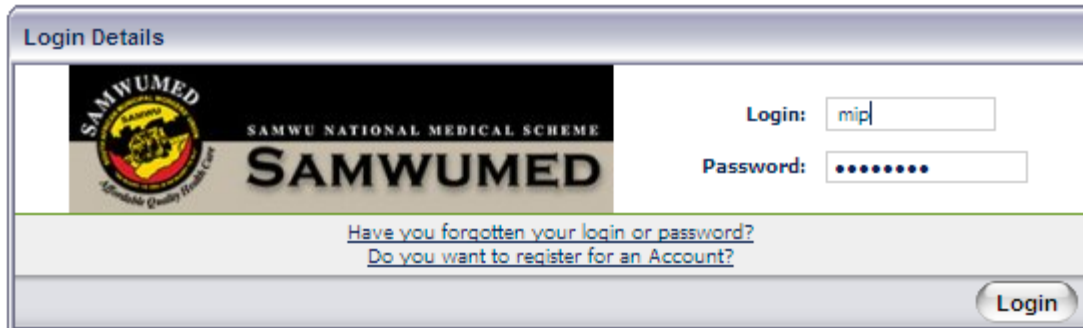 Login Details
SAMWUMED
SAMWU
Affordable Quality Health Care
SAMWU NATIONAL MEDICAL SCHEME
SAMWUMED
Login: mip
Password: ••••••••
Have you forgotten your login or password?
Do you want to register for an Account?
Login